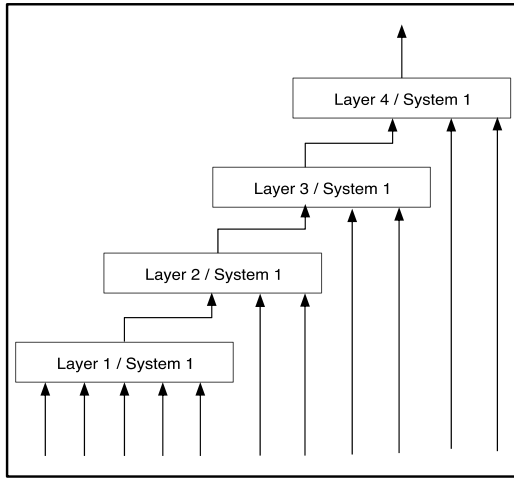 Layer 4 / System 1
Layer 3 / System 1
Layer 2 / System 1
Layer 1 / System 1